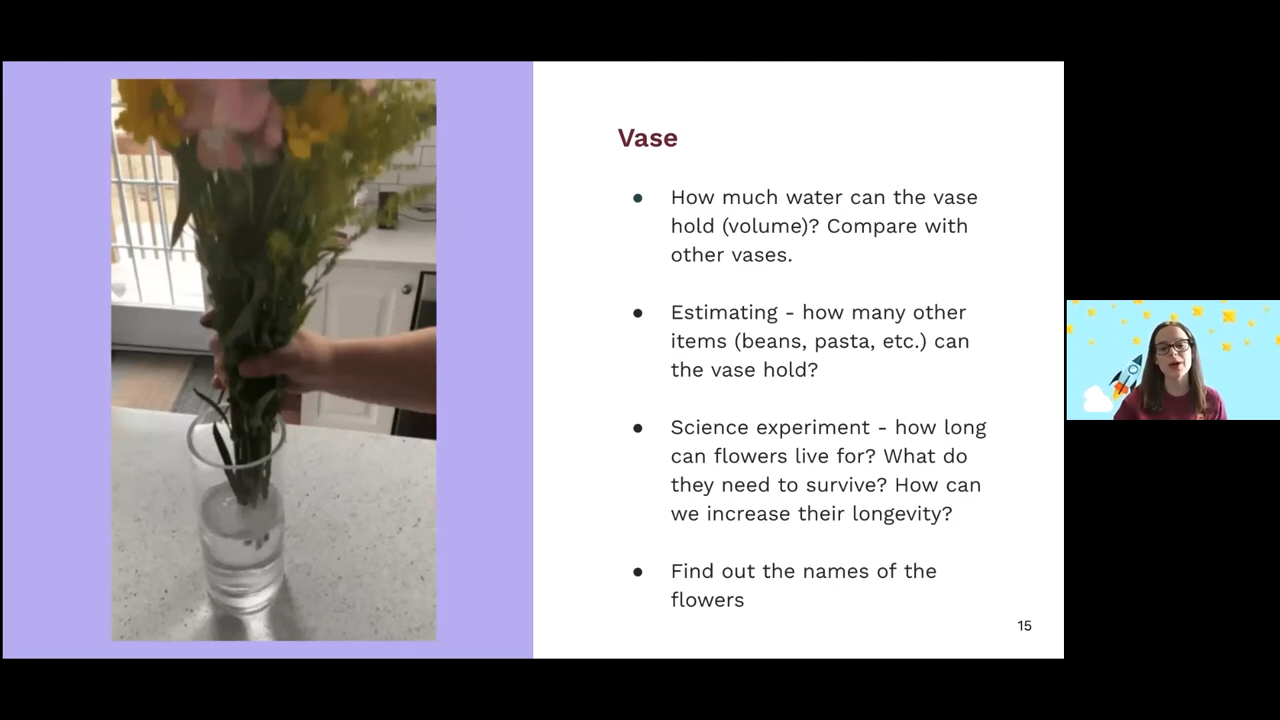 Vase
● How much water can the vase
hold (volume)? Compare with
other vases.
● Estimating - how many other
items (beans, pasta, etc.) can
the vase hold?
● Science experiment - how long
can flowers live for? What do
they need to survive? How can
we increase their longevity?
● Find out the names of the
flowers
15